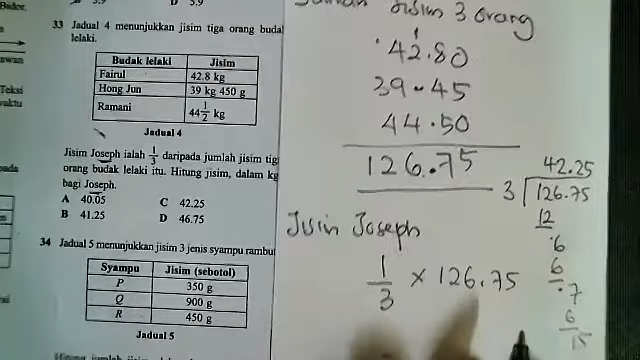 D 5.9
33 Jadual 4 menunjukkan jisim tiga orang budak
lelaki.
Budak lelaki Jisim
Fairul 42.8 kg
Hong Jun 39 kg 450 g
Ramani 44 1/2 kg
Jadual 4
Jisim Joseph ialah 1/3 daripada jumlah jisim tig
orang budak lelaki itu. Hitung jisim, dalam kg
bagi Joseph.
A 40.05 C 42.25
B 41.25 D 46.75
34 Jadual 5 menunjukkan jisim 3 jenis syampu rambu
Syampu Jisim (sebotol)
P 350 g
Q 900 g
R 450 g
Jadual 5
Jisim 3 orang
1
42.80
39.45
44.50
126.75
Jisim Joseph
1/3 × 126.75
42.25
3 126.75
12
6
6
7
6
15